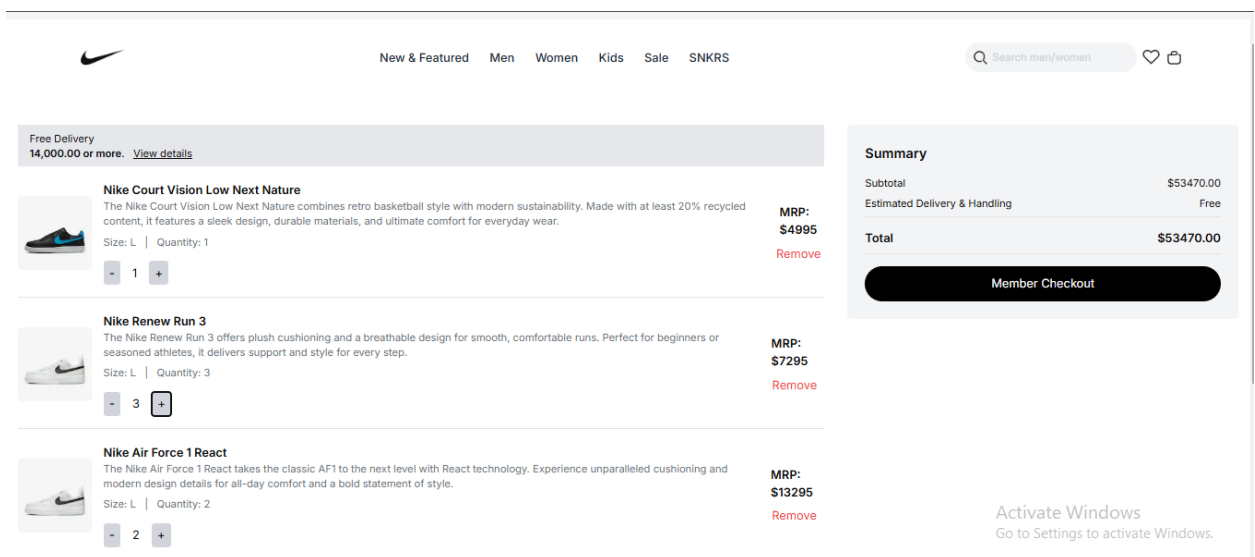 New & Featured Men Women Kids Sale SNKRS
Search men/women
Free Delivery
14,000.00 or more. View details
Nike Court Vision Low Next Nature
The Nike Court Vision Low Next Nature combines retro basketball style with modern sustainability. Made with at least 20% recycled
content, it features a sleek design, durable materials, and ultimate comfort for everyday wear.
Size: L | Quantity: 1
- 1 +
MRP:
$4995
Remove
Nike Renew Run 3
The Nike Renew Run 3 offers plush cushioning and a breathable design for smooth, comfortable runs. Perfect for beginners or
seasoned athletes, it delivers support and style for every step.
Size: L | Quantity: 3
- 3 +
MRP:
$7295
Remove
Nike Air Force 1 React
The Nike Air Force 1 React takes the classic AF1 to the next level with React technology. Experience unparalleled cushioning and
modern design details for all-day comfort and a bold statement of style.
Size: L | Quantity: 2
- 2 +
MRP:
$13295
Remove
Summary
Subtotal $53470.00
Estimated Delivery & Handling Free
Total $53470.00
Member Checkout
Activate Windows
Go to Settings to activate Windows.